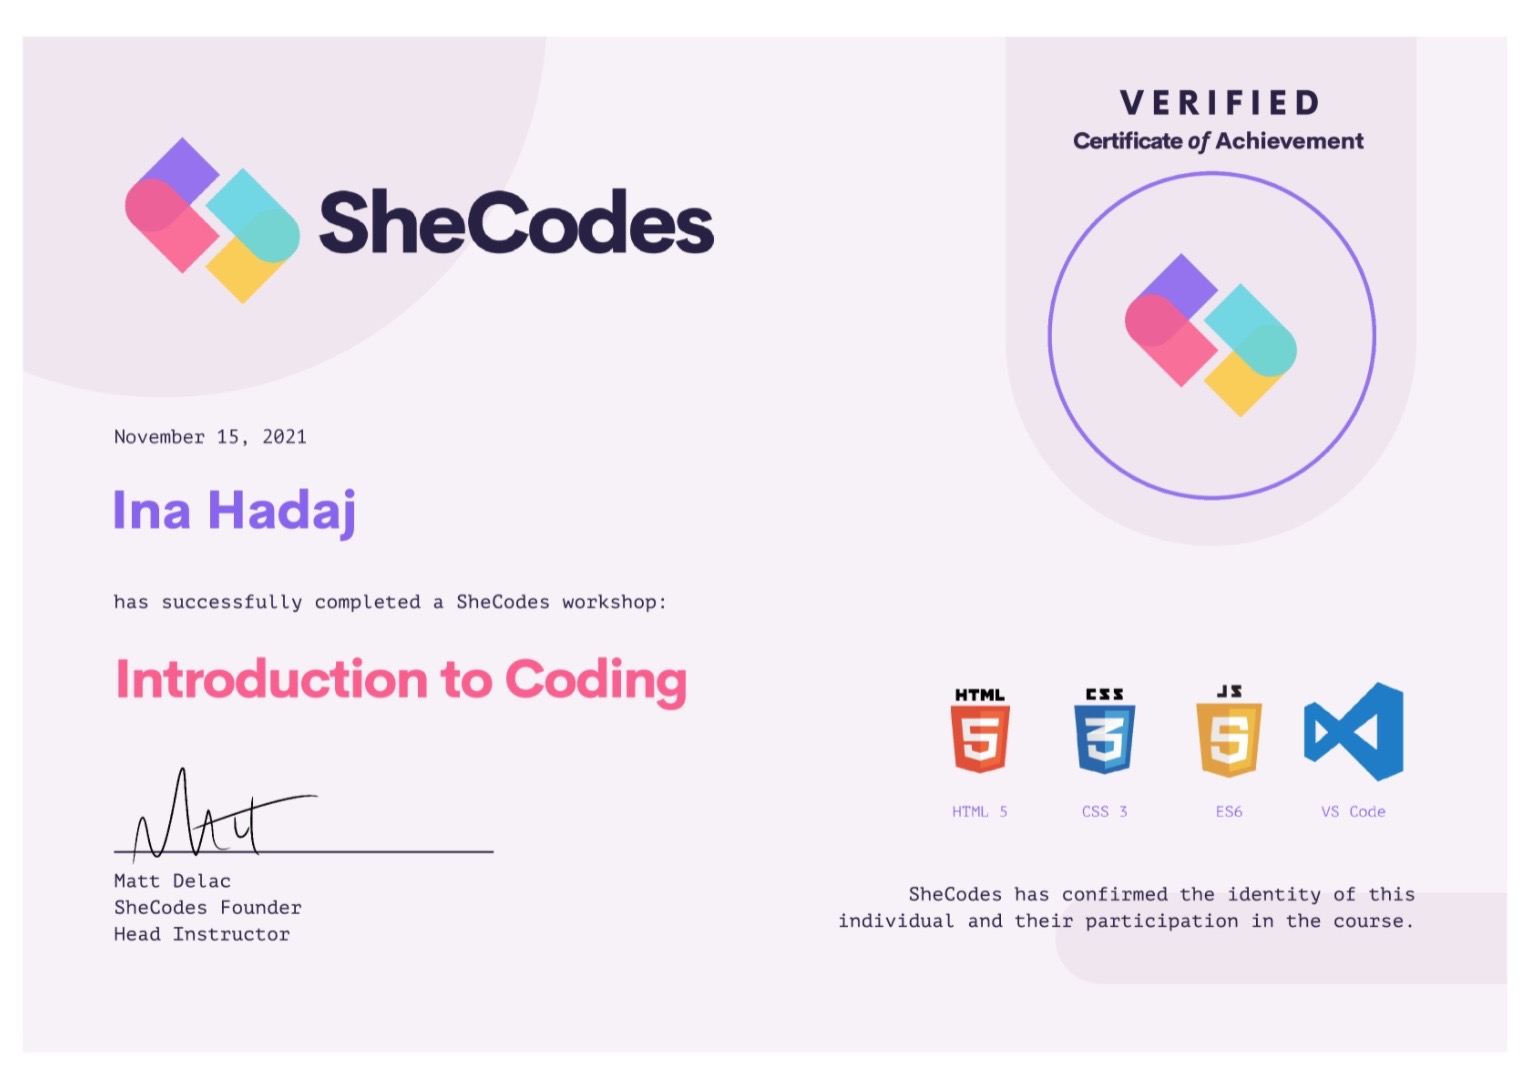 SheCodes
VERIFIED
Certificate of Achievement
November 15, 2021
Ina Hadaj
has successfully completed a SheCodes workshop:
Introduction to Coding
HTML
5
CSS
3
JS
5
HTML 5
CSS 3
ES6
VS Code
Matt
Matt Delac
SheCodes Founder
Head Instructor
SheCodes has confirmed the identity of this
individual and their participation in the course.